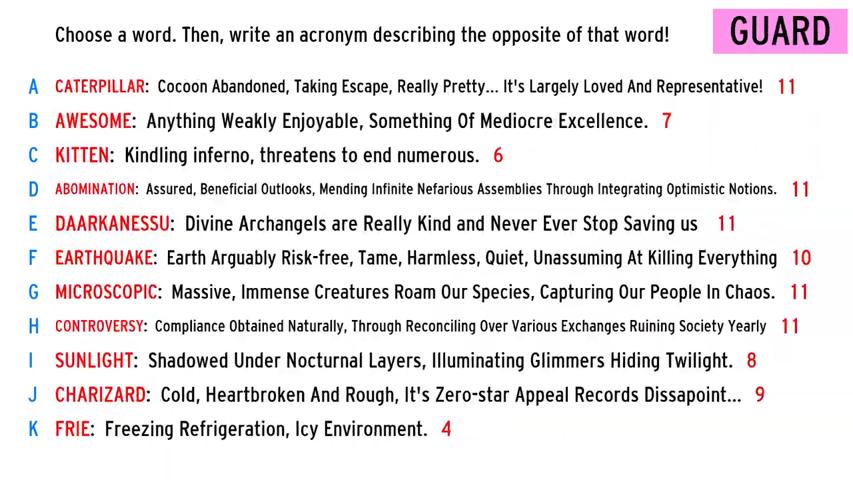 Choose a word. Then, write an acronym describing the opposite of that word!
GUARD
A CATERPILLAR: Cocoon Abandoned, Taking Escape, Really Pretty... It's Largely Loved And Representative! 11
B AWESOME: Anything Weakly Enjoyable, Something Of Mediocre Excellence. 7
C KITTEN: Kindling inferno, threatens to end numerous. 6
D ABOMINATION: Assured, Beneficial Outlooks, Mending Infinite Nefarious Assemblies Through Integrating Optimistic Notions. 11
E DAARKANESSU: Divine Archangels are Really Kind and Never Ever Stop Saving us 11
F EARTHQUAKE: Earth Arguably Risk-free, Tame, Harmless, Quiet, Unassuming At Killing Everything 10
G MICROSCOPIC: Massive, Immense Creatures Roam Our Species, Capturing Our People In Chaos. 11
H CONTROVERSY: Compliance Obtained Naturally, Through Reconciling Over Various Exchanges Ruining Society Yearly 11
I SUNLIGHT: Shadowed Under Nocturnal Layers, Illuminating Glimmers Hiding Twilight. 8
J CHARIZARD: Cold, Heartbroken And Rough, It's Zero-star Appeal Records Dissapoint... 9
K FRIE: Freezing Refrigeration, Icy Environment. 4